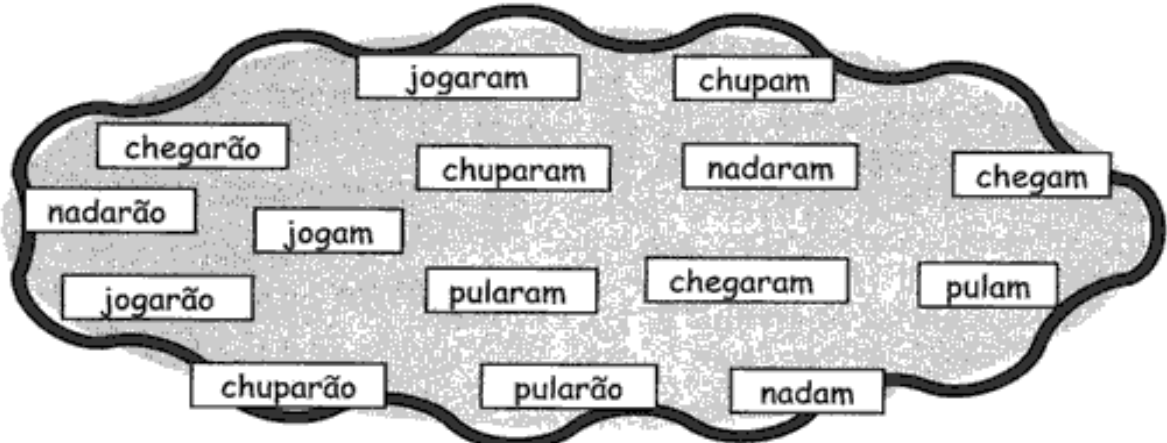 jogaram
chupam
chegarão
chuparam
nadaram
chegam
nadarão
jogam
jogarão
pularam
chegaram
pulam
chuparão
pularão
nadam